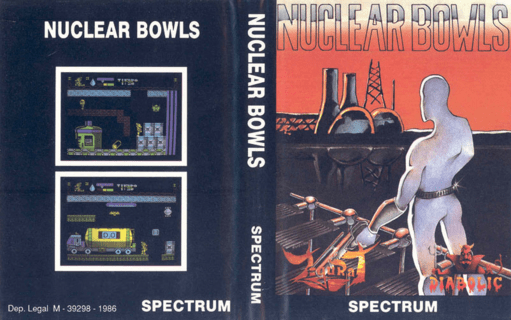 NUCLEAR BOWLS
Dep. Legal M - 39298 - 1986
SPECTRUM
NUCLEAR BOWLS
SPECTRUM
NUCLEAR BOWLS
DIABOLIC
SPECTRUM